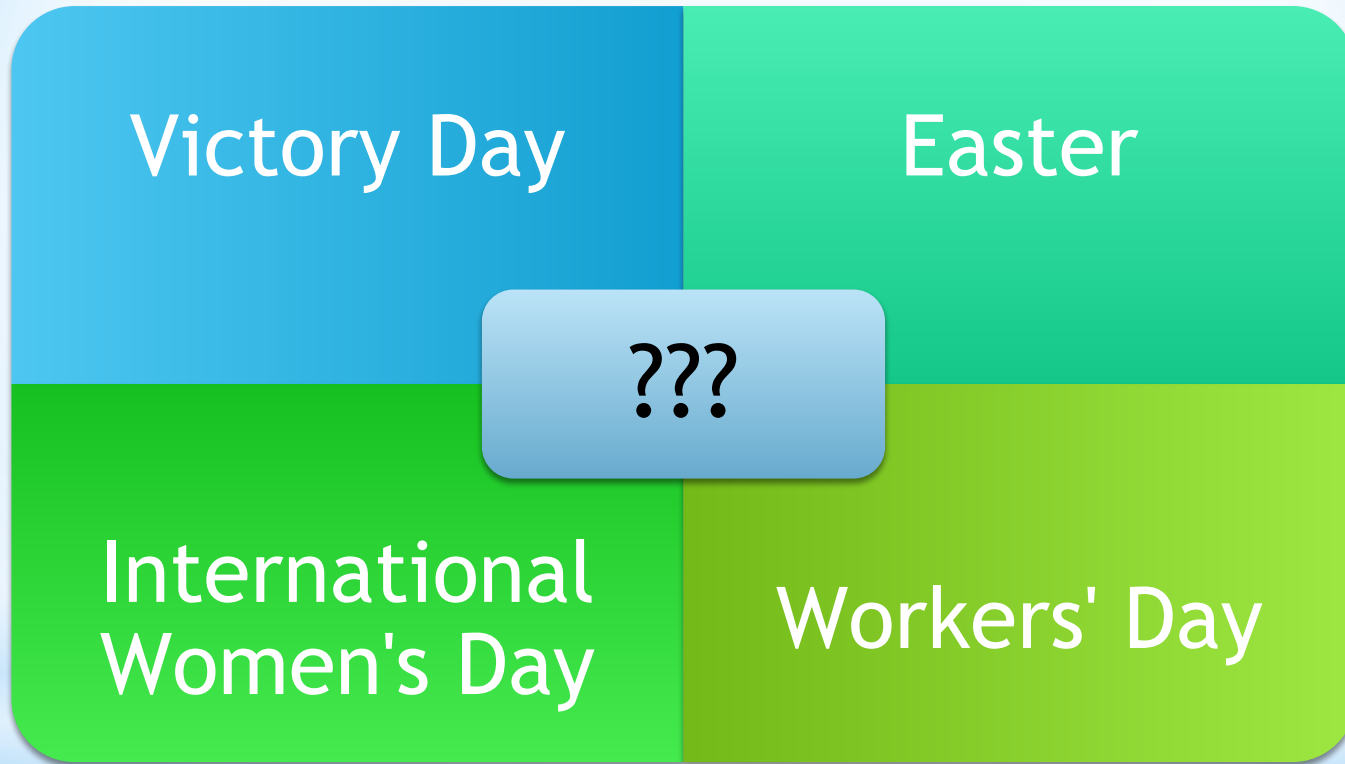 Victory Day
Easter
???
International
Women's Day
Workers' Day